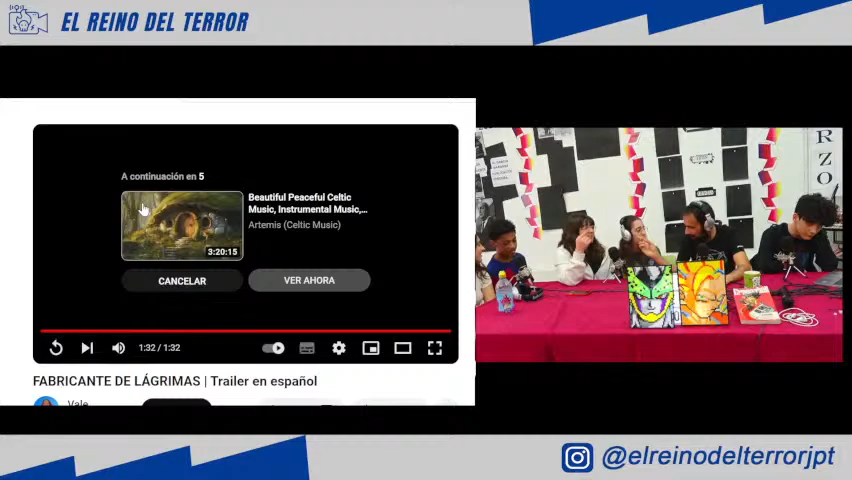 EL REINO DEL TERROR
A continuación en 5
Beautiful Peaceful Celtic
Music, Instrumental Music,...
Artemis (Celtic Music)
3:20:15
CANCELAR
VER AHORA
1:32 / 1:32
FABRICANTE DE LÁGRIMAS | Trailer en español
Vale
R
Z
O
@elreinodelterrorjpt